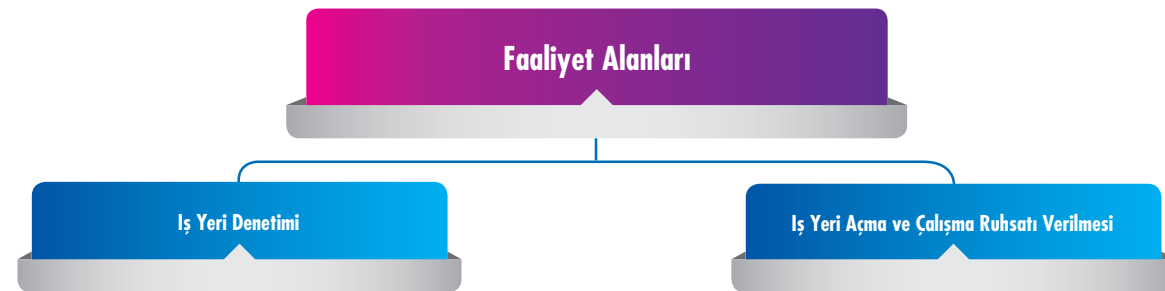 Faaliyet Alanları
Iş Yeri Denetimi
Iş Yeri Açma ve Çalışma Ruhsatı Verilmesi